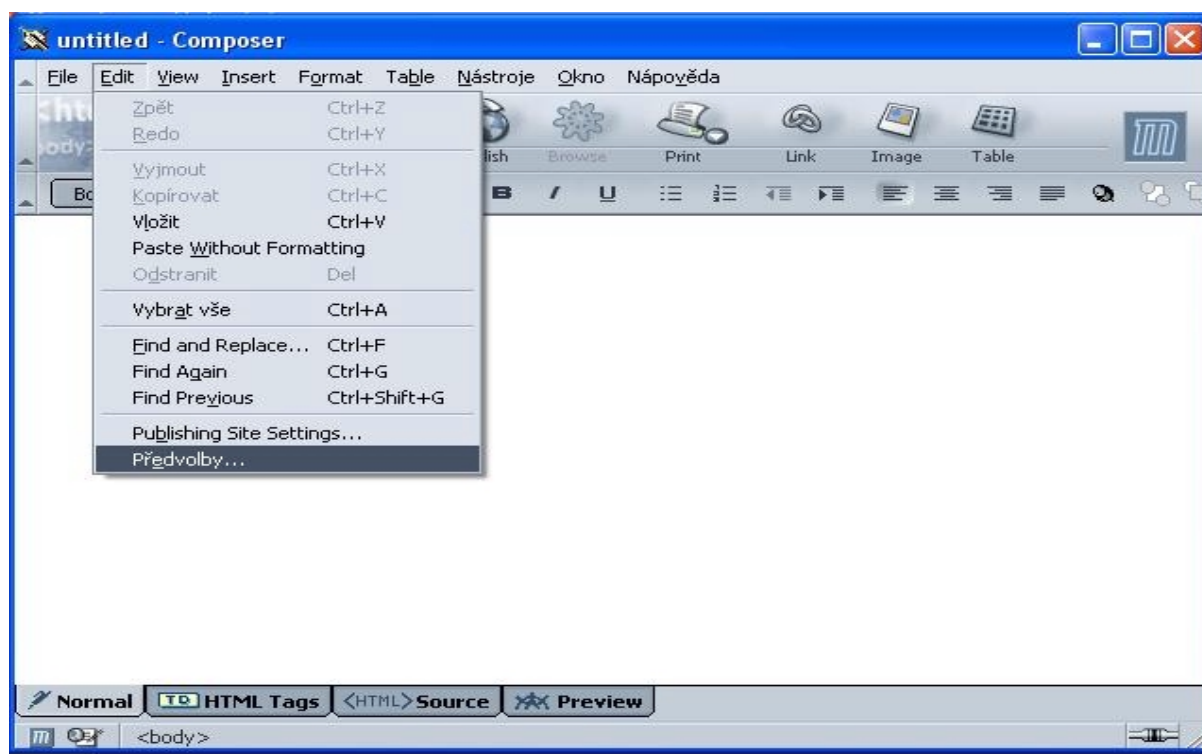 untitled - Composer
File Edit View Insert Format Table Nástroje Okno Nápověda
Zpět Ctrl+Z
Redo Ctrl+Y
Vyjmout Ctrl+X
Kopírovat Ctrl+C
Vložit Ctrl+V
Paste Without Formatting
Odstranit Del
Vybrat vše Ctrl+A
Find and Replace... Ctrl+F
Find Again Ctrl+G
Find Previous Ctrl+Shift+G
Publishing Site Settings...
Předvolby...
lish Browse Print Link Image Table
Bo B I U
Normal TD HTML Tags <HTML> Source Preview
<body>